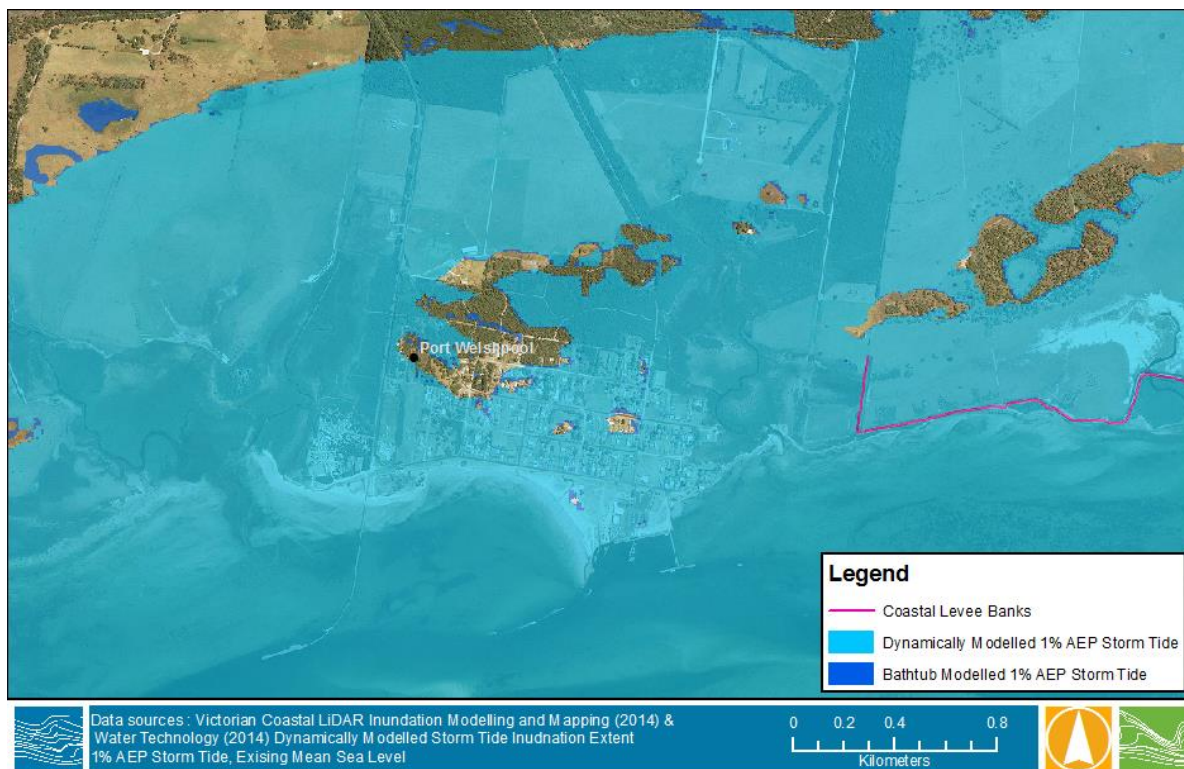 Port Welshpool
Legend
Coastal Levee Banks
Dynamically Modelled 1% AEP Storm Tide
Bathtub Modelled 1% AEP Storm Tide
Data sources : Victorian Coastal LiDAR Inundation Modelling and Mapping (2014) &
Water Technology (2014) Dynamically Modelled Storm Tide Inudnation Extent
1% AEP Storm Tide, Exising Mean Sea Level
0 0.2 0.4 0.8
Kilometers